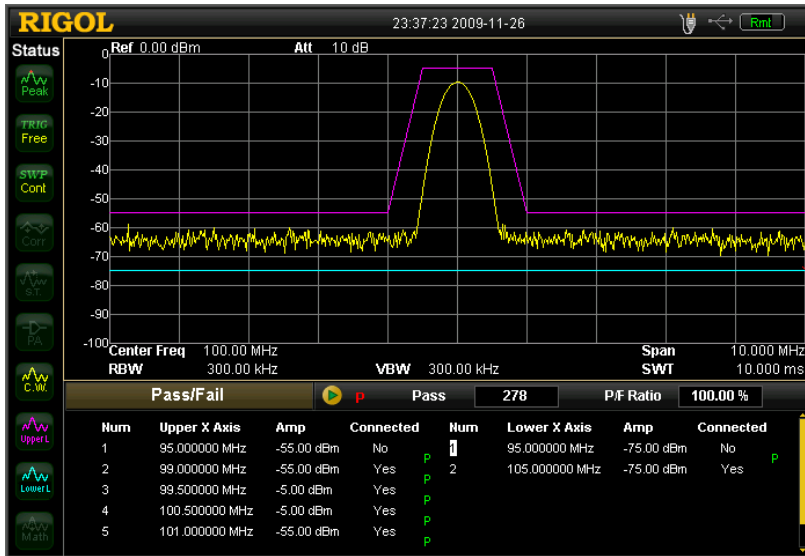 RIGOL 23:37:23 2009-11-26 Rmt
Status
Ref 0.00 dBm Att 10 dB
0
-10
-20
-30
-40
-50
-60
-70
-80
-90
-100
Peak
TRIG
Free
SWP
Cont
Corr
S.T.
PA
C.W.
Upper L
Lower L
Math
Center Freq 100.00 MHz Span 10.000 MHz
RBW 300.00 kHz VBW 300.00 kHz SWT 10.000 ms
Pass/Fail p Pass 278 P/F Ratio 100.00 %
Num Upper X Axis Amp Connected Num Lower X Axis Amp Connected
1 95.000000 MHz -55.00 dBm No P 1 95.000000 MHz -75.00 dBm No P
2 99.000000 MHz -55.00 dBm Yes P 2 105.000000 MHz -75.00 dBm Yes
3 99.500000 MHz -5.00 dBm Yes P
4 100.500000 MHz -5.00 dBm Yes P
5 101.000000 MHz -55.00 dBm Yes P